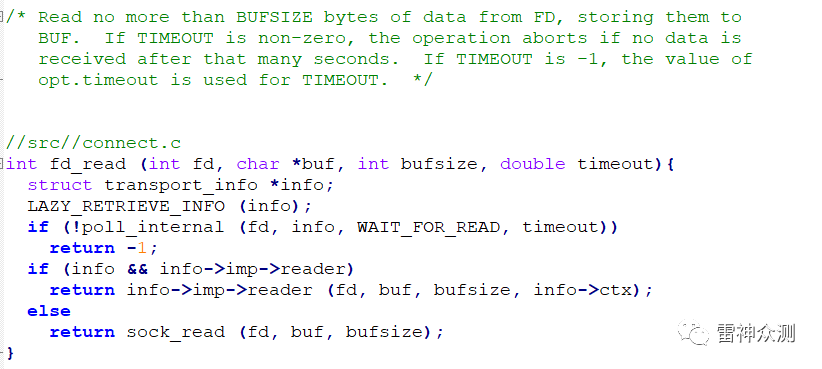 /* Read no more than BUFSIZE bytes of data from FD, storing them to
BUF.  If TIMEOUT is non-zero, the operation aborts if no data is
received after that many seconds.  If TIMEOUT is -1, the value of
opt.timeout is used for TIMEOUT.  */
//src//connect.c
int fd_read (int fd, char *buf, int bufsize, double timeout){
  struct transport_info *info;
  LAZY_RETRIEVE_INFO (info);
  if (!poll_internal (fd, info, WAIT_FOR_READ, timeout))
    return -1;
  if (info && info->imp->reader)
    return info->imp->reader (fd, buf, bufsize, info->ctx);
  else
    return sock_read (fd, buf, bufsize);
}
雷神众测